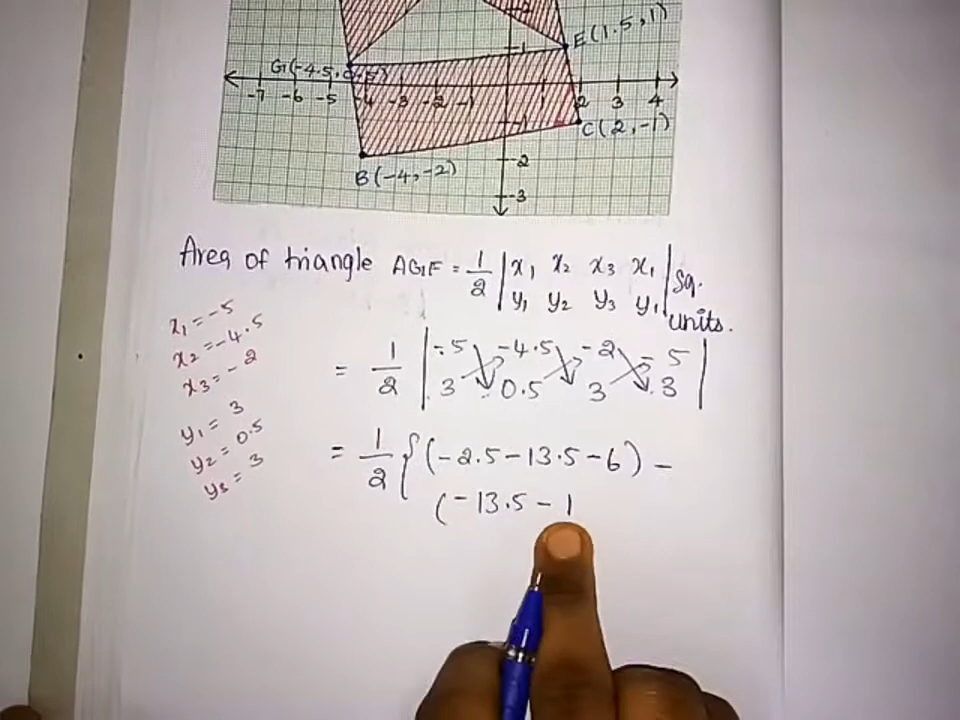 E(1.5,1)
G(-4.5,0.5)
-7 -6 -5 -4 -3 -2 -1 2 3 4
-1
C(2,-1)
B(-4,-2)
-2
-3
Area of triangle AGF = 1/2 | x1 x2 x3 x1 | Sq.
y1 y2 y3 y1 units.
x1 = -5
x2 = -4.5
x3 = -2
y1 = 3
y2 = 0.5
y3 = 3
= 1/2 | -5 -4.5 -2 -5 |
3 0.5 3 3
= 1/2 { (-2.5 - 13.5 - 6) -
(-13.5 - 1